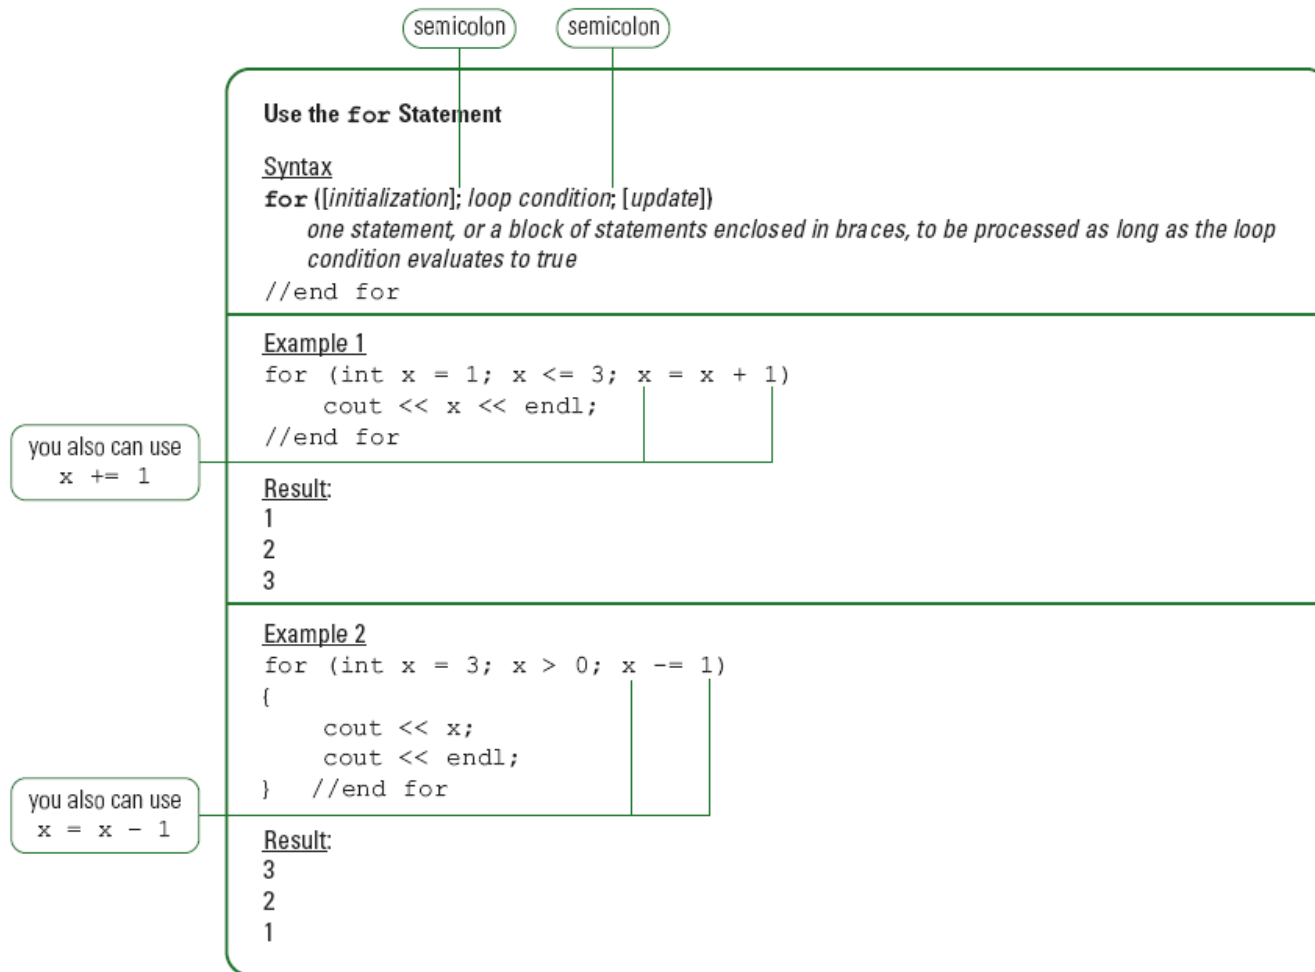 semicolon semicolon
Use the for Statement
Syntax
for ([initialization]; loop condition; [update])
one statement, or a block of statements enclosed in braces, to be processed as long as the loop
condition evaluates to true
//end for
Example 1
for (int x = 1; x <= 3; x = x + 1)
cout << x << endl;
//end for
you also can use
x += 1
Result:
1
2
3
Example 2
for (int x = 3; x > 0; x -= 1)
{
cout << x;
cout << endl;
} //end for
you also can use
x = x - 1
Result:
3
2
1